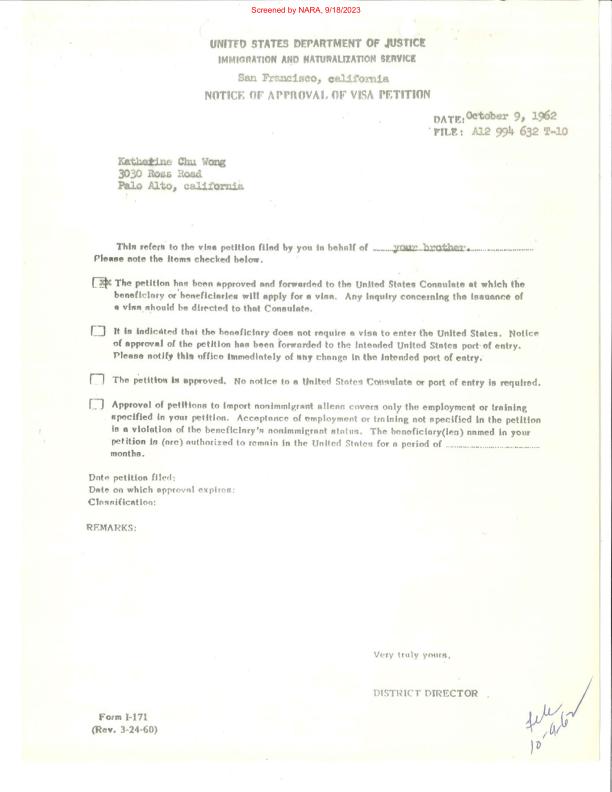 Screened by NARA, 9/18/2023
UNITED STATES DEPARTMENT OF JUSTICE
IMMIGRATION AND NATURALIZATION SERVICE
San Francisco, california
NOTICE OF APPROVAL OF VISA PETITION
DATE: October 9, 1962
FILE: A12 994 632 T-10
Katherine Chu Wong
3030 Ross Road
Palo Alto, california
This refers to the visa petition filed by you in behalf of your brother.
Please note the items checked below.
The petition has been approved and forwarded to the United States Consulate at which the
beneficiary or beneficiaries will apply for a visa. Any inquiry concerning the issuance of
a visa should be directed to that Consulate.
It is indicated that the beneficiary does not require a visa to enter the United States. Notice
of approval of the petition has been forwarded to the intended United States port of entry.
Please notify this office immediately of any change in the intended port of entry.
The petition is approved. No notice to a United States Consulate or port of entry is required.
Approval of petitions to import nonimmigrant aliens covers only the employment or training
specified in your petition. Acceptance of employment or training not specified in the petition
is a violation of the beneficiary's nonimmigrant status. The beneficiary(ies) named in your
petition is (are) authorized to remain in the United States for a period of
months.
Date petition filed:
Date on which approval expires:
Classification:
REMARKS:
Very truly yours,
DISTRICT DIRECTOR
Form I-171
(Rev. 3-24-60)
10-9-62